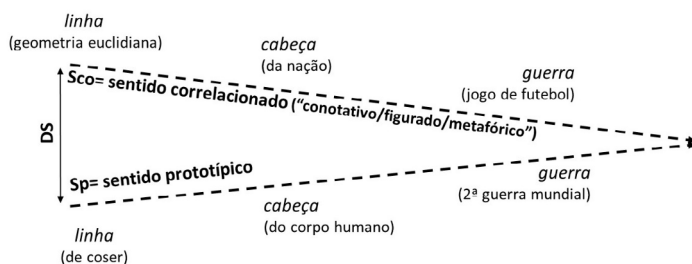 linha
(geometria euclidiana)
cabeça
(da nação)
guerra
(jogo de futebol)
Sco= sentido correlacionado (“conotativo/figurado/metafórico”)
DS
Sp= sentido prototípico
guerra
(2ª guerra mundial)
cabeça
(do corpo humano)
linha
(de coser)